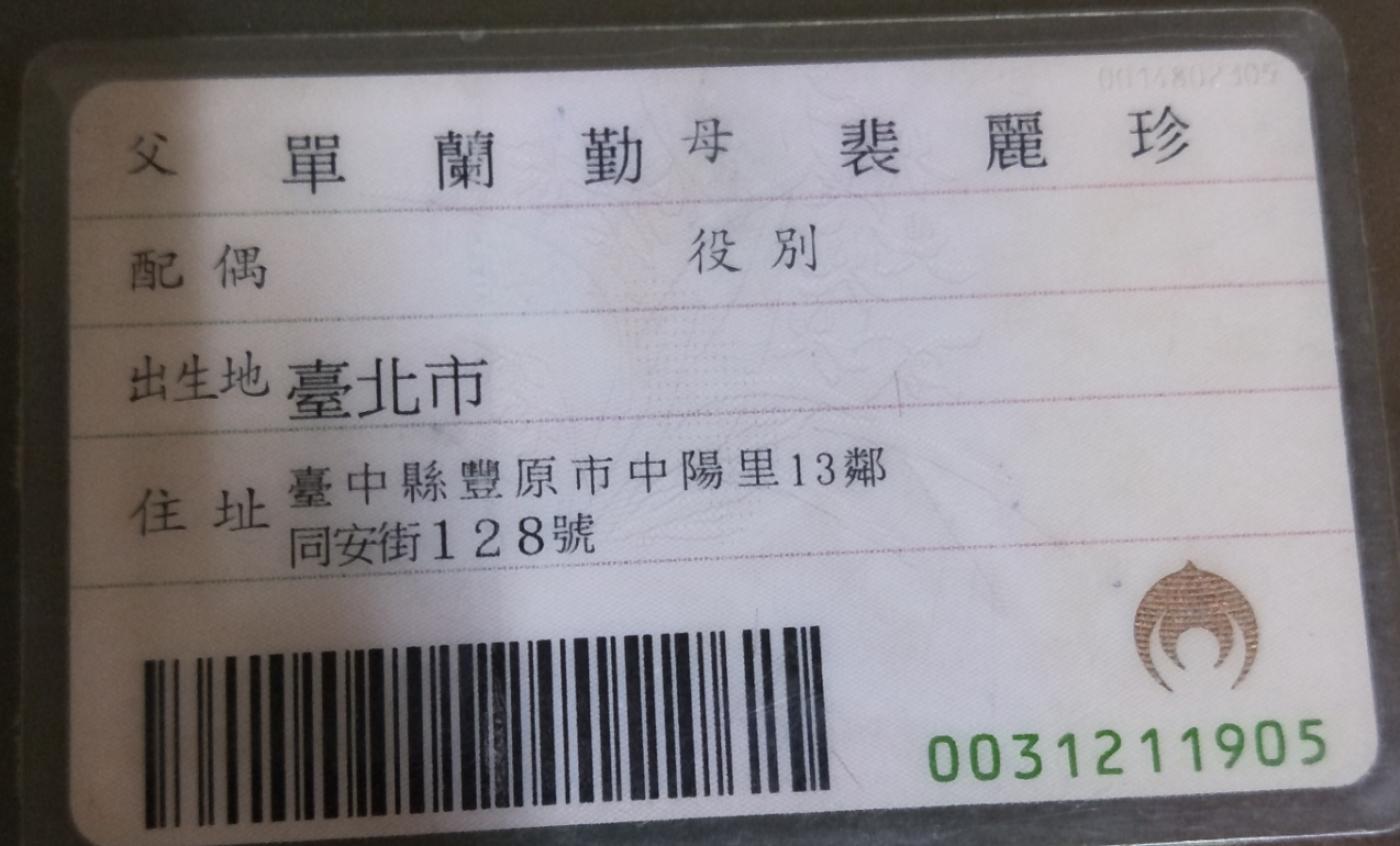 父 單蘭勤 母 裴麗珍
配偶 役別
出生地 臺北市
住址 臺中縣豐原市中陽里13鄰
同安街128號
0031211905